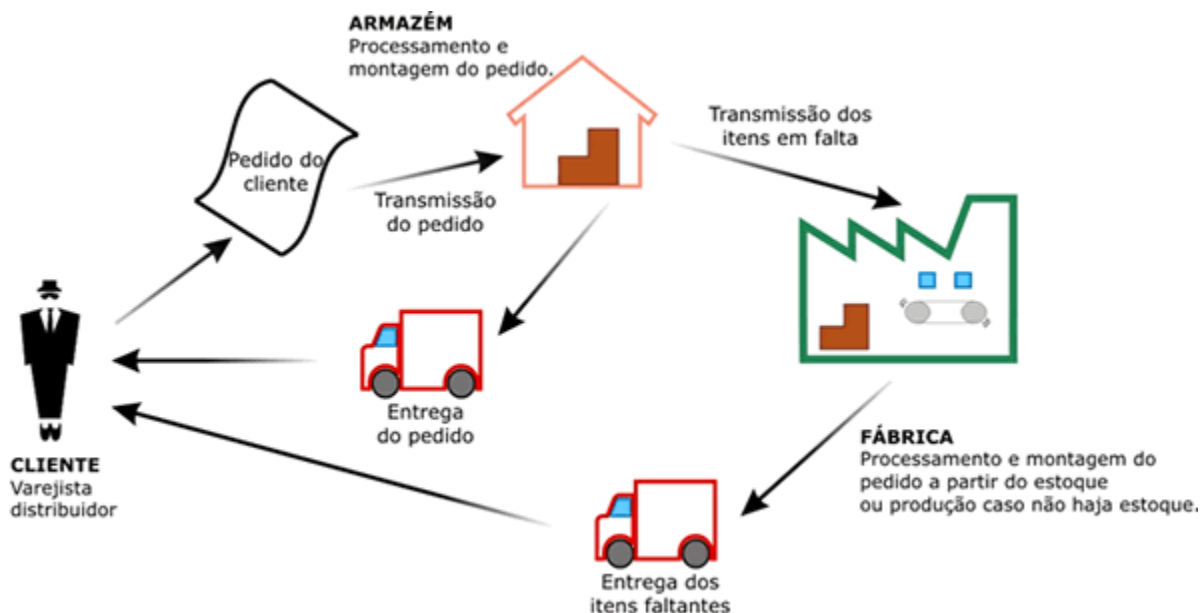 ARMAZÉM
Processamento e
montagem do pedido.
Pedido do
cliente
Transmissão
do pedido
Transmissão dos
itens em falta
Entrega
do pedido
CLIENTE
Varejista
distribuidor
FÁBRICA
Processamento e montagem do
pedido a partir do estoque
ou produção caso não haja estoque.
Entrega dos
itens faltantes